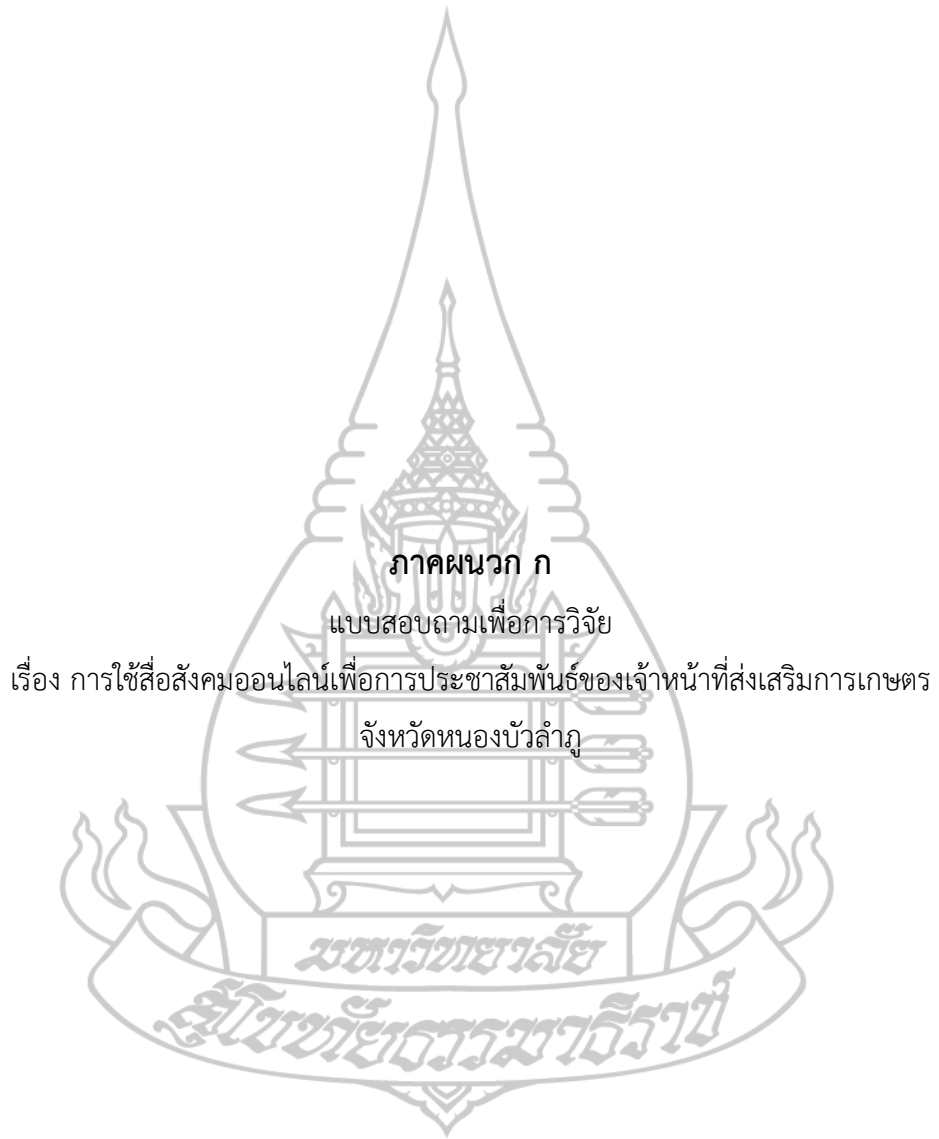 ภาคผนวก ก
แบบสอบถามเพื่อการวิจัย
เรื่อง การใช้สื่อสังคมออนไลน์เพื่อการประชาสัมพันธ์ของเจ้าหน้าที่ส่งเสริมการเกษตร
จังหวัดหนองบัวลำภู
มหาวิทยาลัย
สุโขทัยธรรมาธิราช